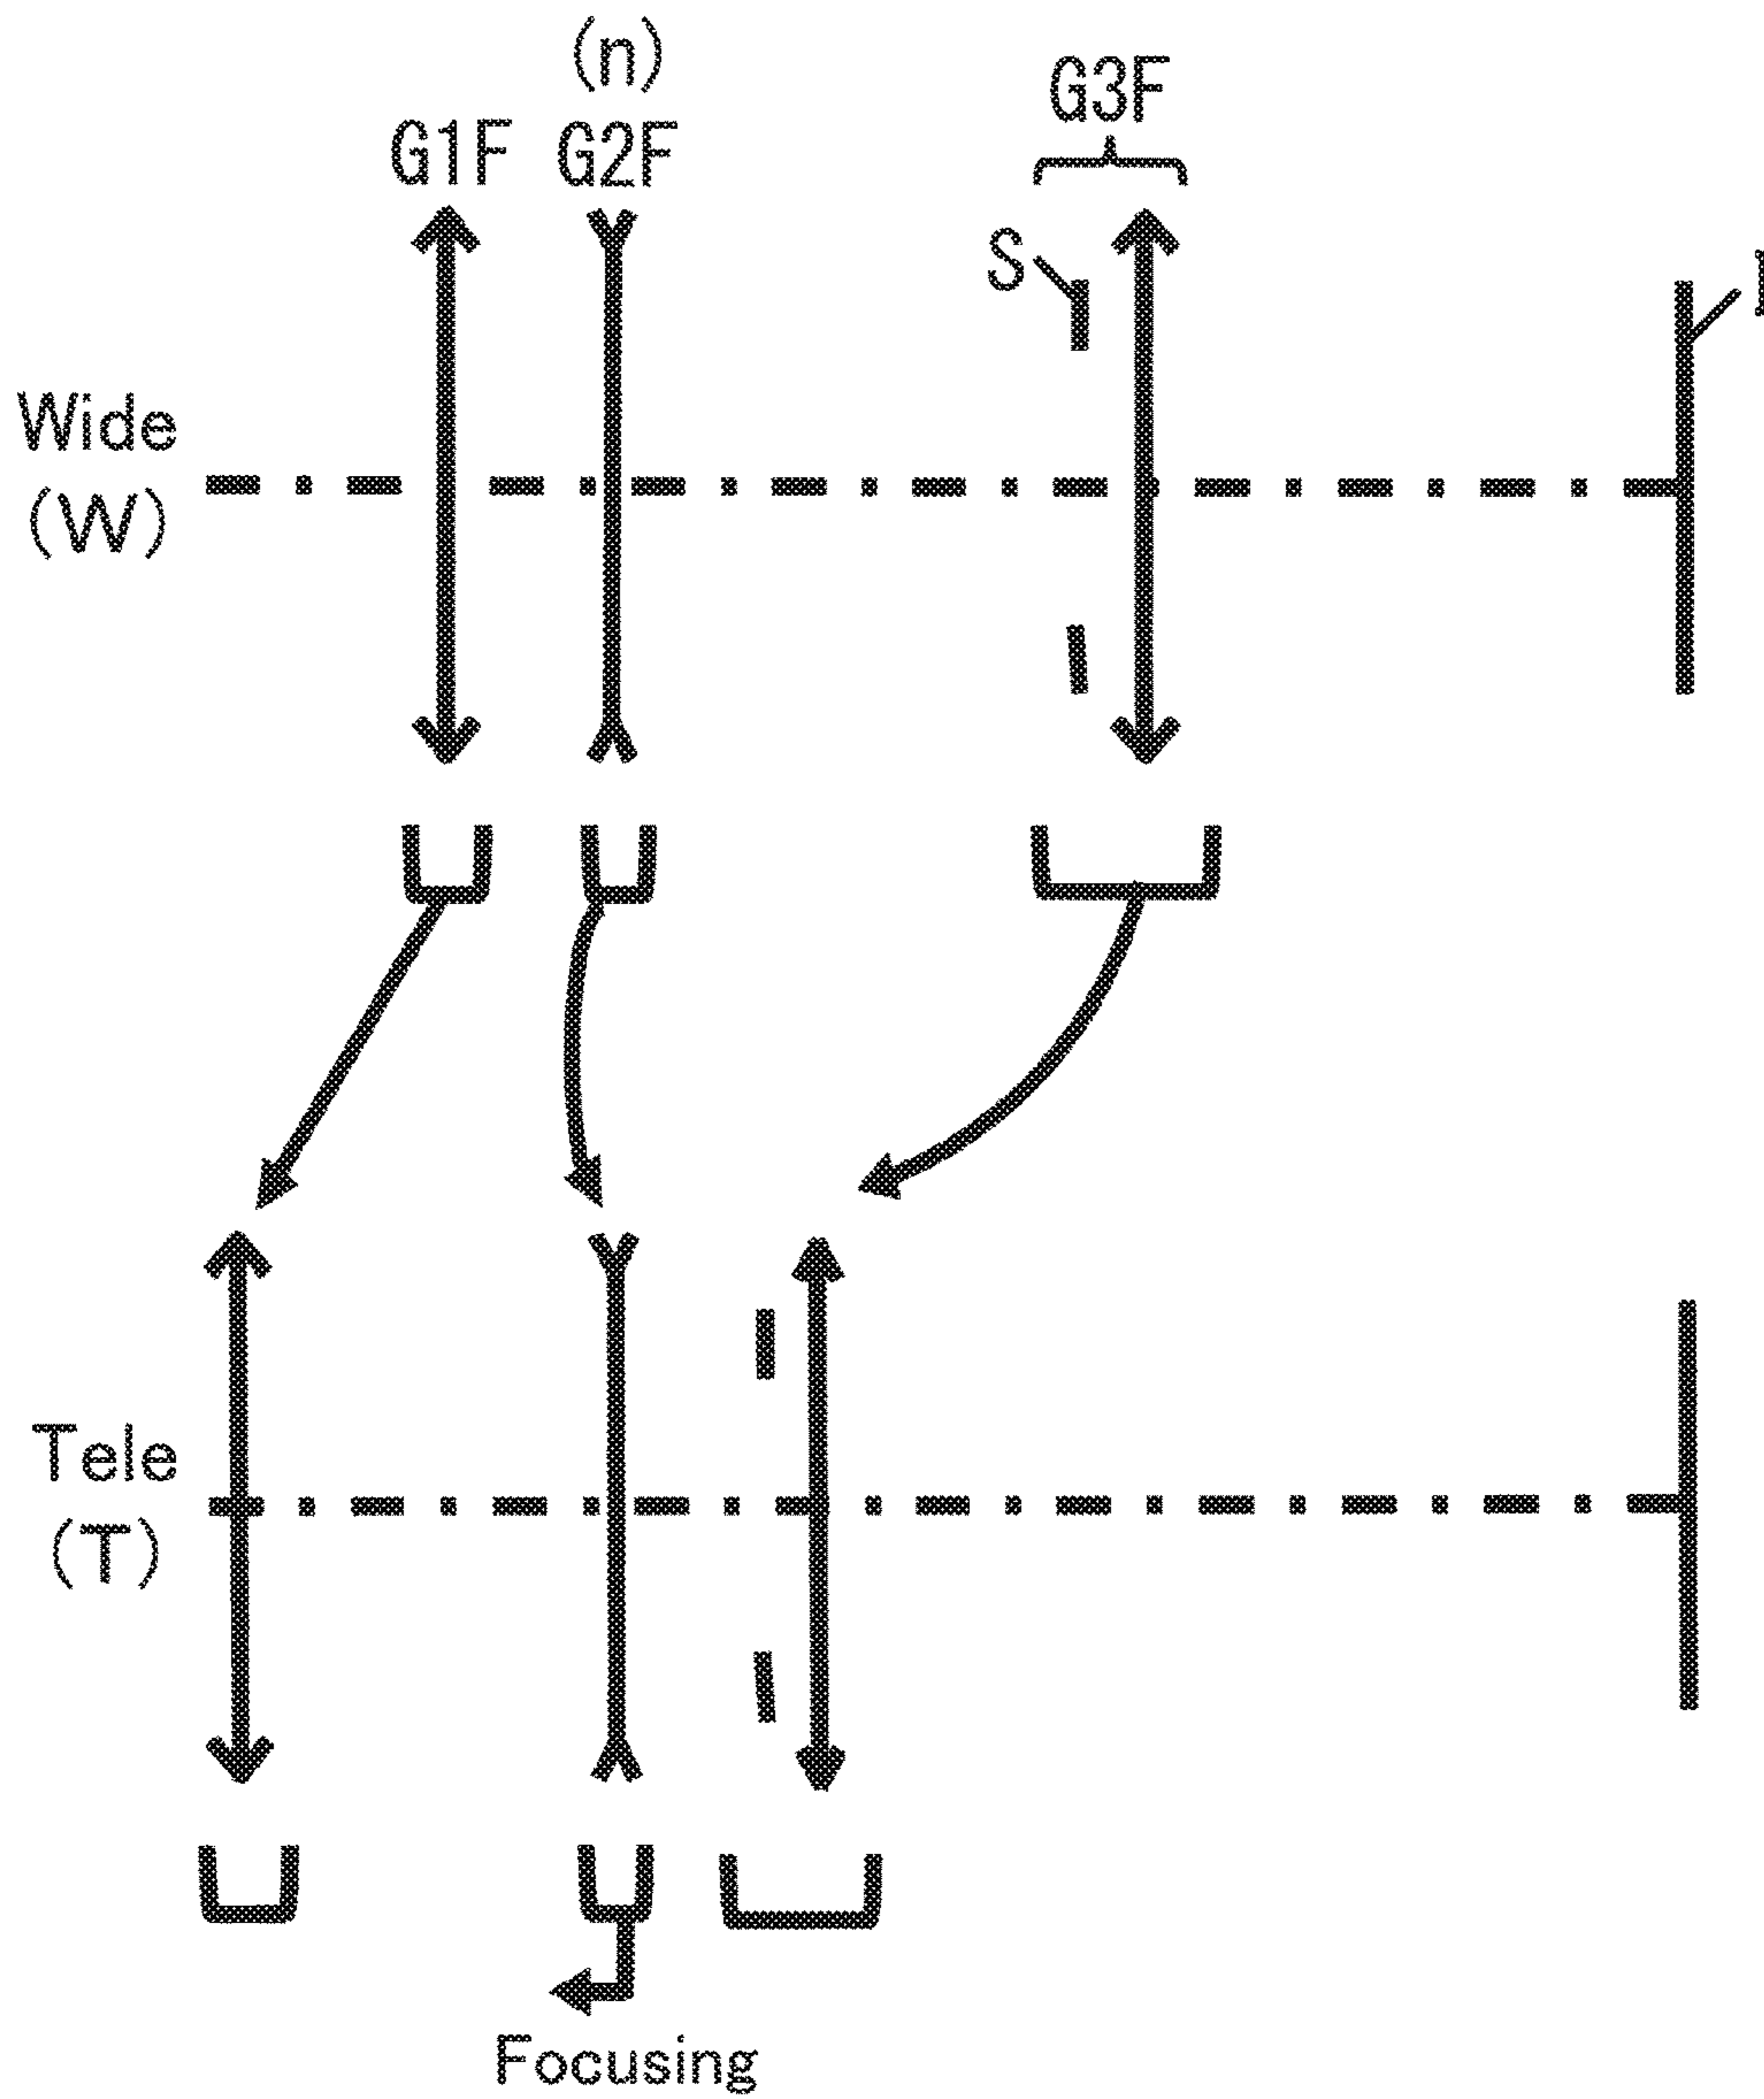 (n)
G1F G2F G3F
S
I
Wide
(W)
Tele
(T)
Focusing